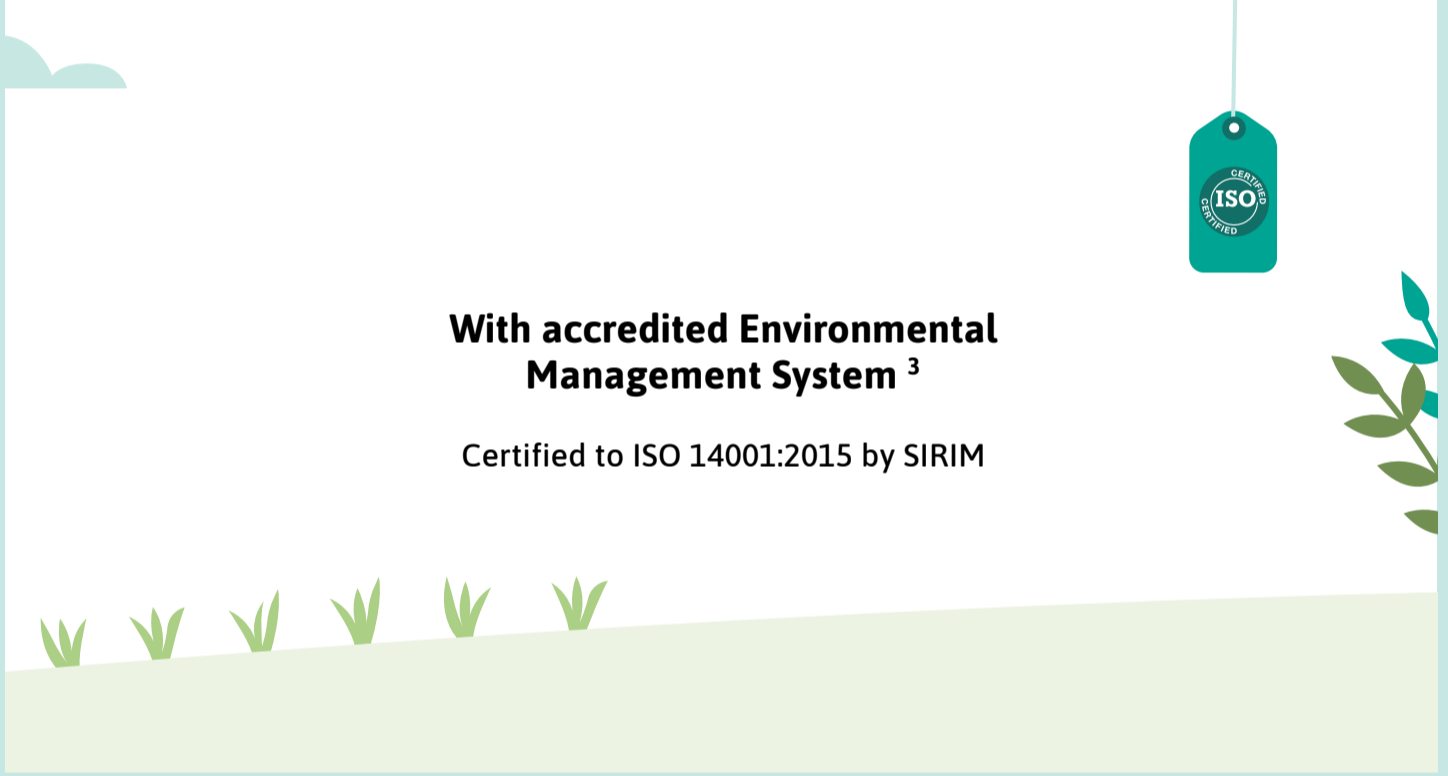 CERTIFIED
ISO
CERTIFIED
With accredited Environmental
Management System ³
Certified to ISO 14001:2015 by SIRIM